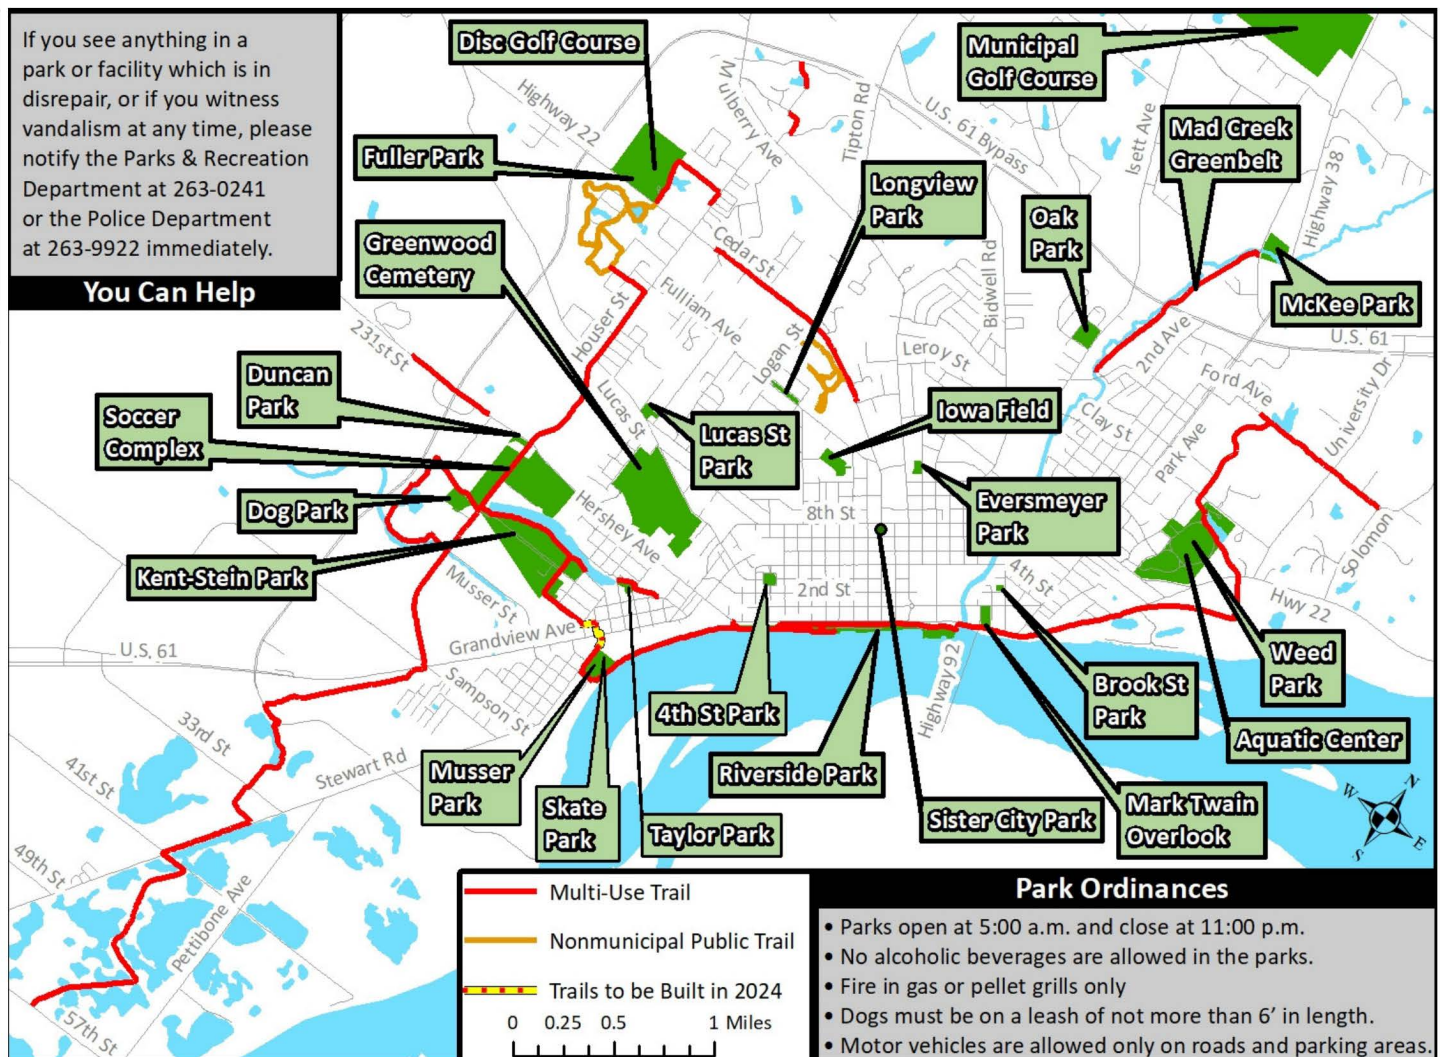 If you see anything in a
park or facility which is in
disrepair, or if you witness
vandalism at any time, please
notify the Parks & Recreation
Department at 263-0241
or the Police Department
at 263-9922 immediately.
You Can Help
Disc Golf Course
Municipal
Golf Course
Highway 22
Mulberry Ave
Tipton Rd
U.S. 61 Bypass
Isett Ave
Mad Creek
Greenbelt
Highway 38
Fuller Park
Longview
Park
Oak
Park
Greenwood
Cemetery
Cedar St
Bidwell Rd
McKee Park
Houser St
Fulliam Ave
231st St
Logan St
Leroy St
2nd Ave
U.S. 61
Duncan
Park
Ford Ave
University Dr
Soccer
Complex
Lucas St
Lucas St
Park
Iowa Field
Clay St
Park Ave
Dog Park
Hershey Ave
8th St
Eversmeyer
Park
Solomon
Kent-Stein Park
Musser St
2nd St
4th St
Hwy 22
Grandview Ave
U.S. 61
Sampson St
Highway 92
Weed
Park
Brook St
Park
4th St Park
33rd St
Aquatic Center
41st St
Stewart Rd
Musser
Park
Riverside Park
Skate
Park
Taylor Park
Sister City Park
Mark Twain
Overlook
N
W
E
S
49th St
Pettibone Ave
57th St
Multi-Use Trail
Nonmunicipal Public Trail
Trails to be Built in 2024
0 0.25 0.5 1 Miles
Park Ordinances
• Parks open at 5:00 a.m. and close at 11:00 p.m.
• No alcoholic beverages are allowed in the parks.
• Fire in gas or pellet grills only
• Dogs must be on a leash of not more than 6’ in length.
• Motor vehicles are allowed only on roads and parking areas.